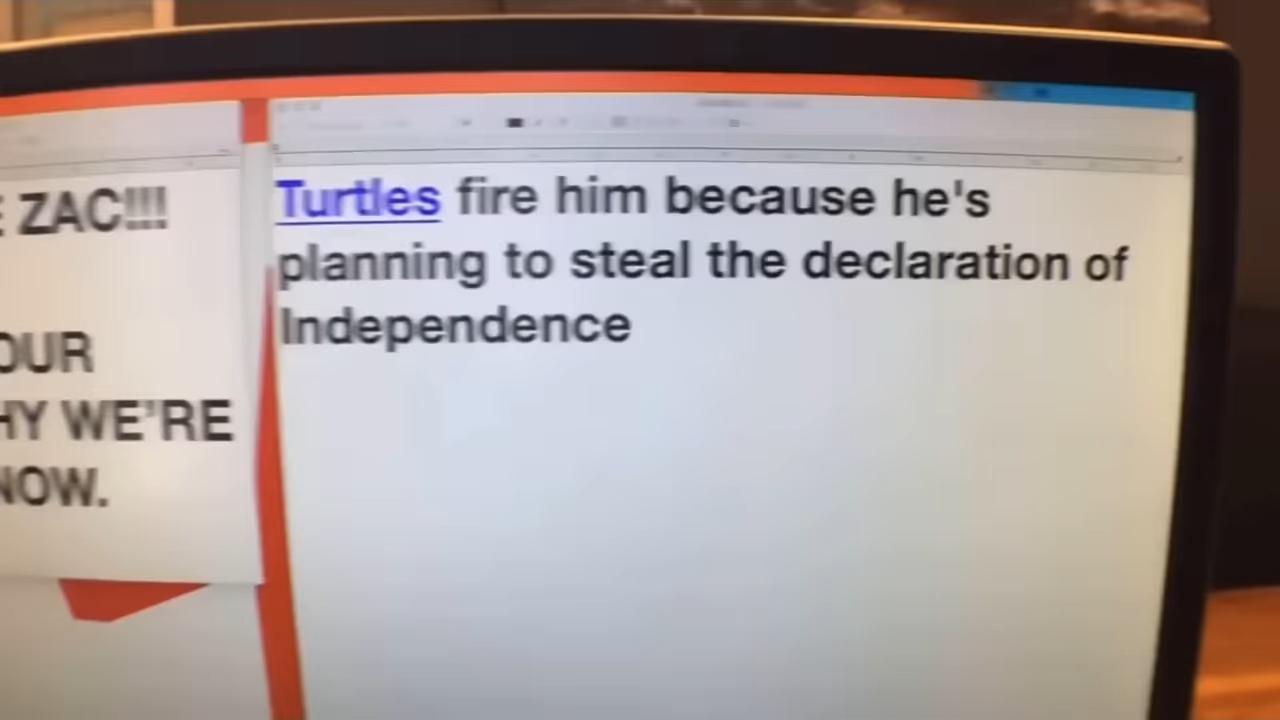 ZAC!!!
OUR
HY WE'RE
NOW.
Turtles fire him because he's
planning to steal the declaration of
Independence